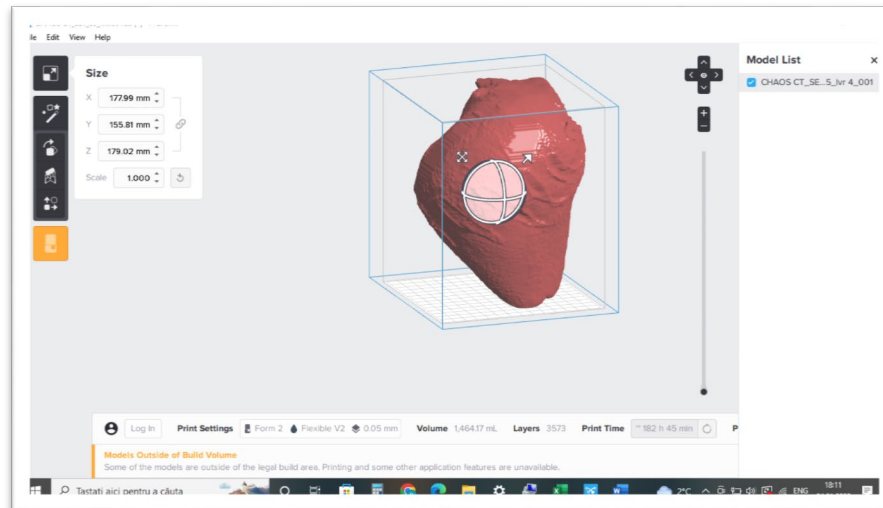 Edit View Help
Size
X 177.99 mm
Y 155.81 mm
Z 179.02 mm
Scale 1.000
Model List
CHAOS CT_SE...5_lvr 4_001
Log In Print Settings Form 2 Flexible V2 0.05 mm Volume 1,464.17 mL Layers 3573 Print Time ~ 182 h 45 min
Models Outside of Build Volume
Some of the models are outside of the legal build area. Printing and some other application features are unavailable.
Tastați aici pentru a căuta
2°C ENG 18:11